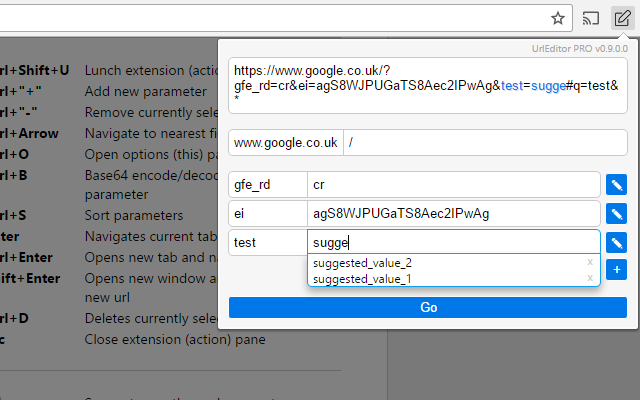 UrlEditor PRO v0.9.0.0
https://www.google.co.uk/?
gfe_rd=cr&ei=agS8WJPUGaTS8Aec2IPwAg&test=sugge#q=test&
*
www.google.co.uk /
gfe_rd cr
ei agS8WJPUGaTS8Aec2IPwAg
test sugge
suggested_value_2 x
suggested_value_1 x
+
Go
rl+Shift+U Lunch extension (actio
rl+"+" Add new parameter
rl+"-" Remove currently sele
rl+Arrow Navigate to nearest fi
rl+O Open options (this) pa
rl+B Base64 encode/decod
parameter
rl+S Sort parameters
ter Navigates current tab
rl+Enter Opens new tab and na
ift+Enter Opens new window a
new url
rl+D Deletes currently selec
c Close extension (action) pane